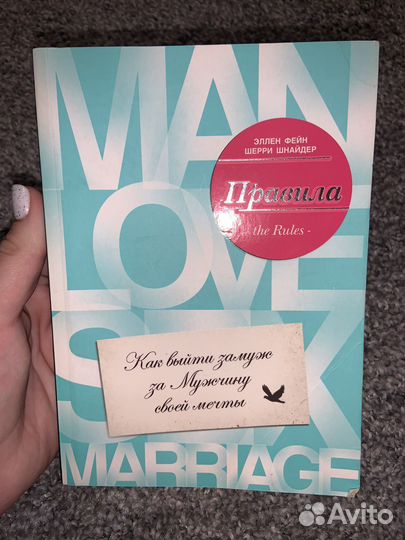 MAN
ЭЛЛЕН ФЕЙН
ШЕРРИ ШНАЙДЕР
Правила
- the Rules -
LOVE
SEX
Как выйти замуж
за Мужчину
своей мечты
MARRIAGE
Avito